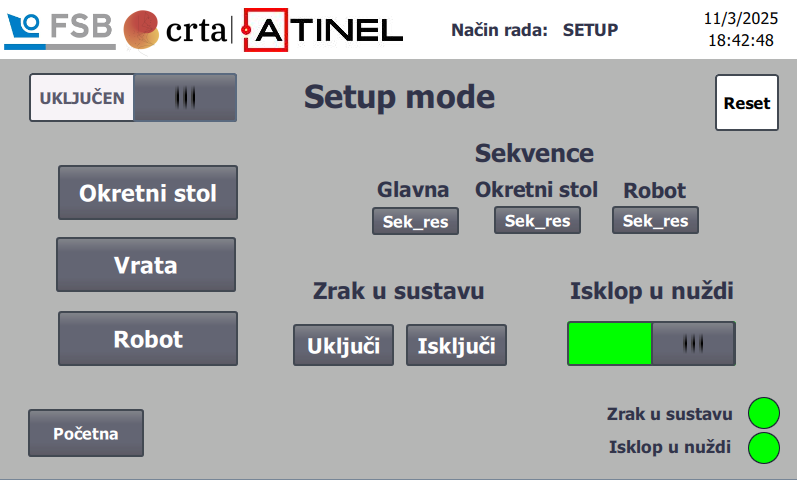 FSB
crta
ATINEL
Način rada: SETUP
11/3/2025
18:42:48
UKLJUČEN
Setup mode
Reset
Sekvence
Glavna
Okretni stol
Robot
Sek_res
Sek_res
Sek_res
Okretni stol
Vrata
Robot
Zrak u sustavu
Isklop u nuždi
Uključi
Isključi
Početna
Zrak u sustavu
Isklop u nuždi